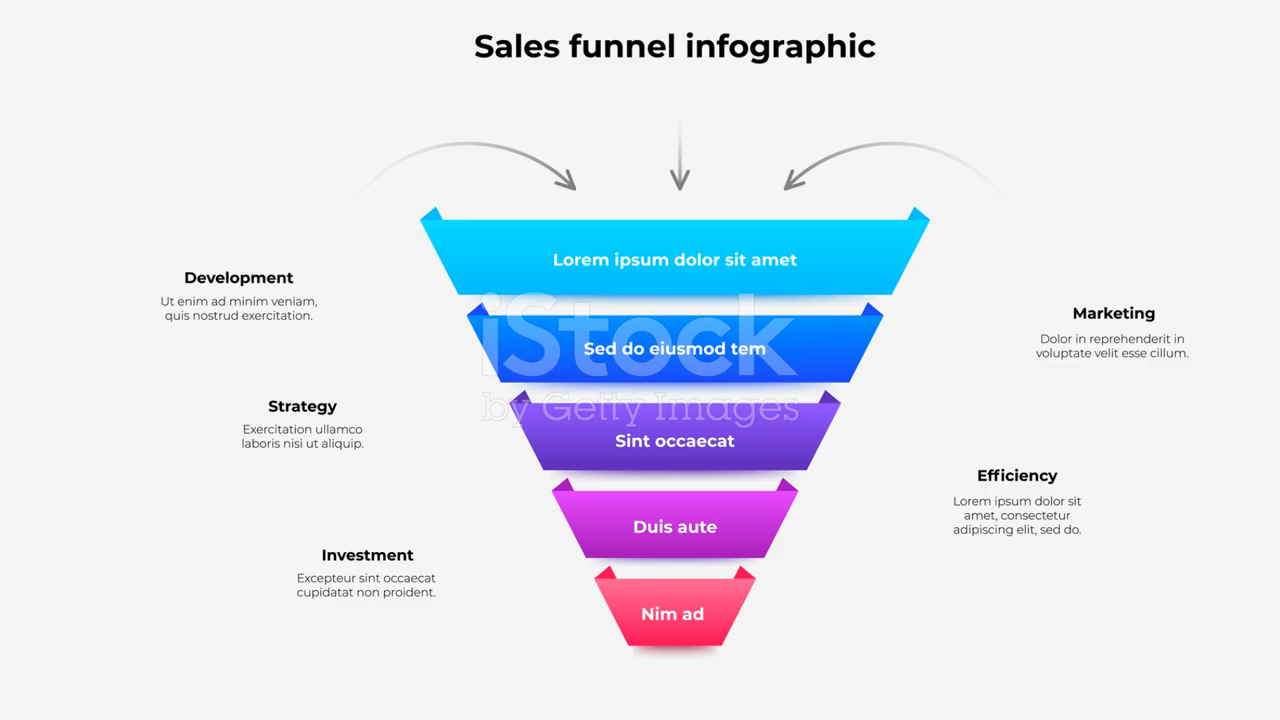 Sales funnel infographic
Lorem ipsum dolor sit amet
Development
Ut enim ad minim veniam,
quis nostrud exercitation.
iStock
by Getty Images
Marketing
Dolor in reprehenderit in
voluptate velit esse cillum.
Sed do eiusmod tem
Strategy
Exercitation ullamco
laboris nisi ut aliquip.
Sint occaecat
Efficiency
Lorem ipsum dolor sit
amet, consectetur
adipiscing elit, sed do.
Duis aute
Investment
Excepteur sint occaecat
cupidatat non proident.
Nim ad